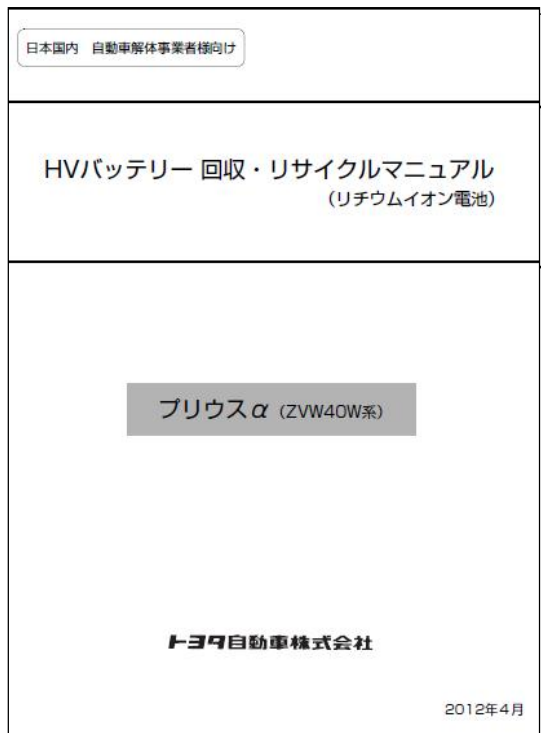 日本国内　自動車解体事業者様向け
HVバッテリー 回収・リサイクルマニュアル
（リチウムイオン電池）
プリウスα（ZVW40W系）
トヨタ自動車株式会社
2012年4月